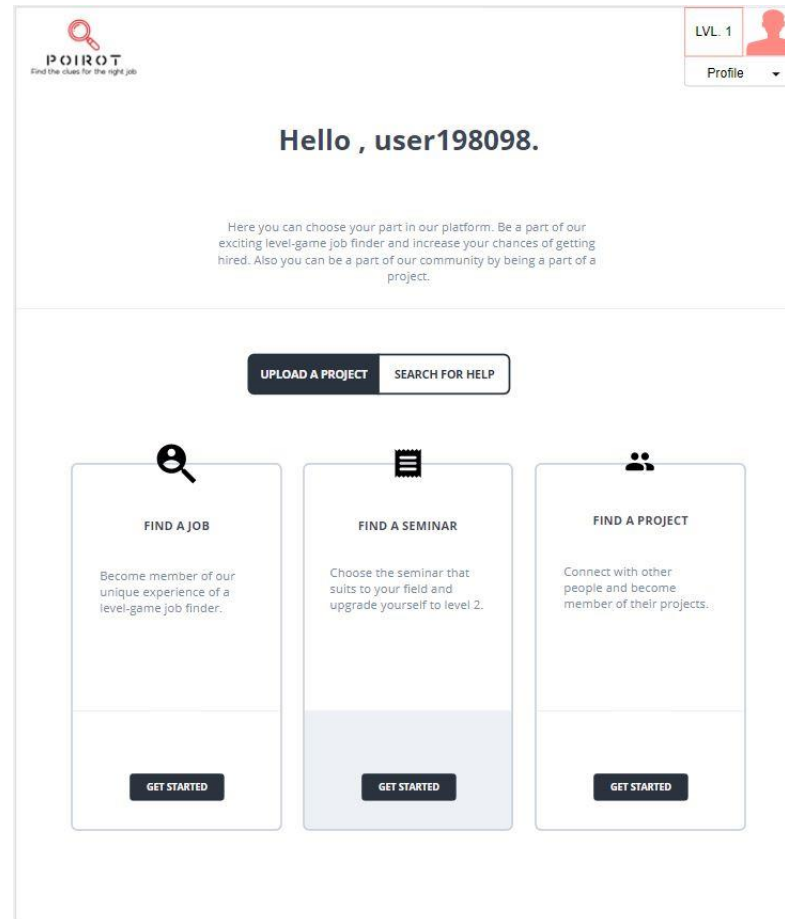 POIROT
Find the clues for the right job
LVL. 1
Profile
Hello , user198098.
Here you can choose your part in our platform. Be a part of our
exciting level-game job finder and increase your chances of getting
hired. Also you can be a part of our community by being a part of a
project.
UPLOAD A PROJECT
SEARCH FOR HELP
FIND A JOB
Become member of our
unique experience of a
level-game job finder.
GET STARTED
FIND A SEMINAR
Choose the seminar that
suits to your field and
upgrade yourself to level 2.
GET STARTED
FIND A PROJECT
Connect with other
people and become
member of their projects.
GET STARTED